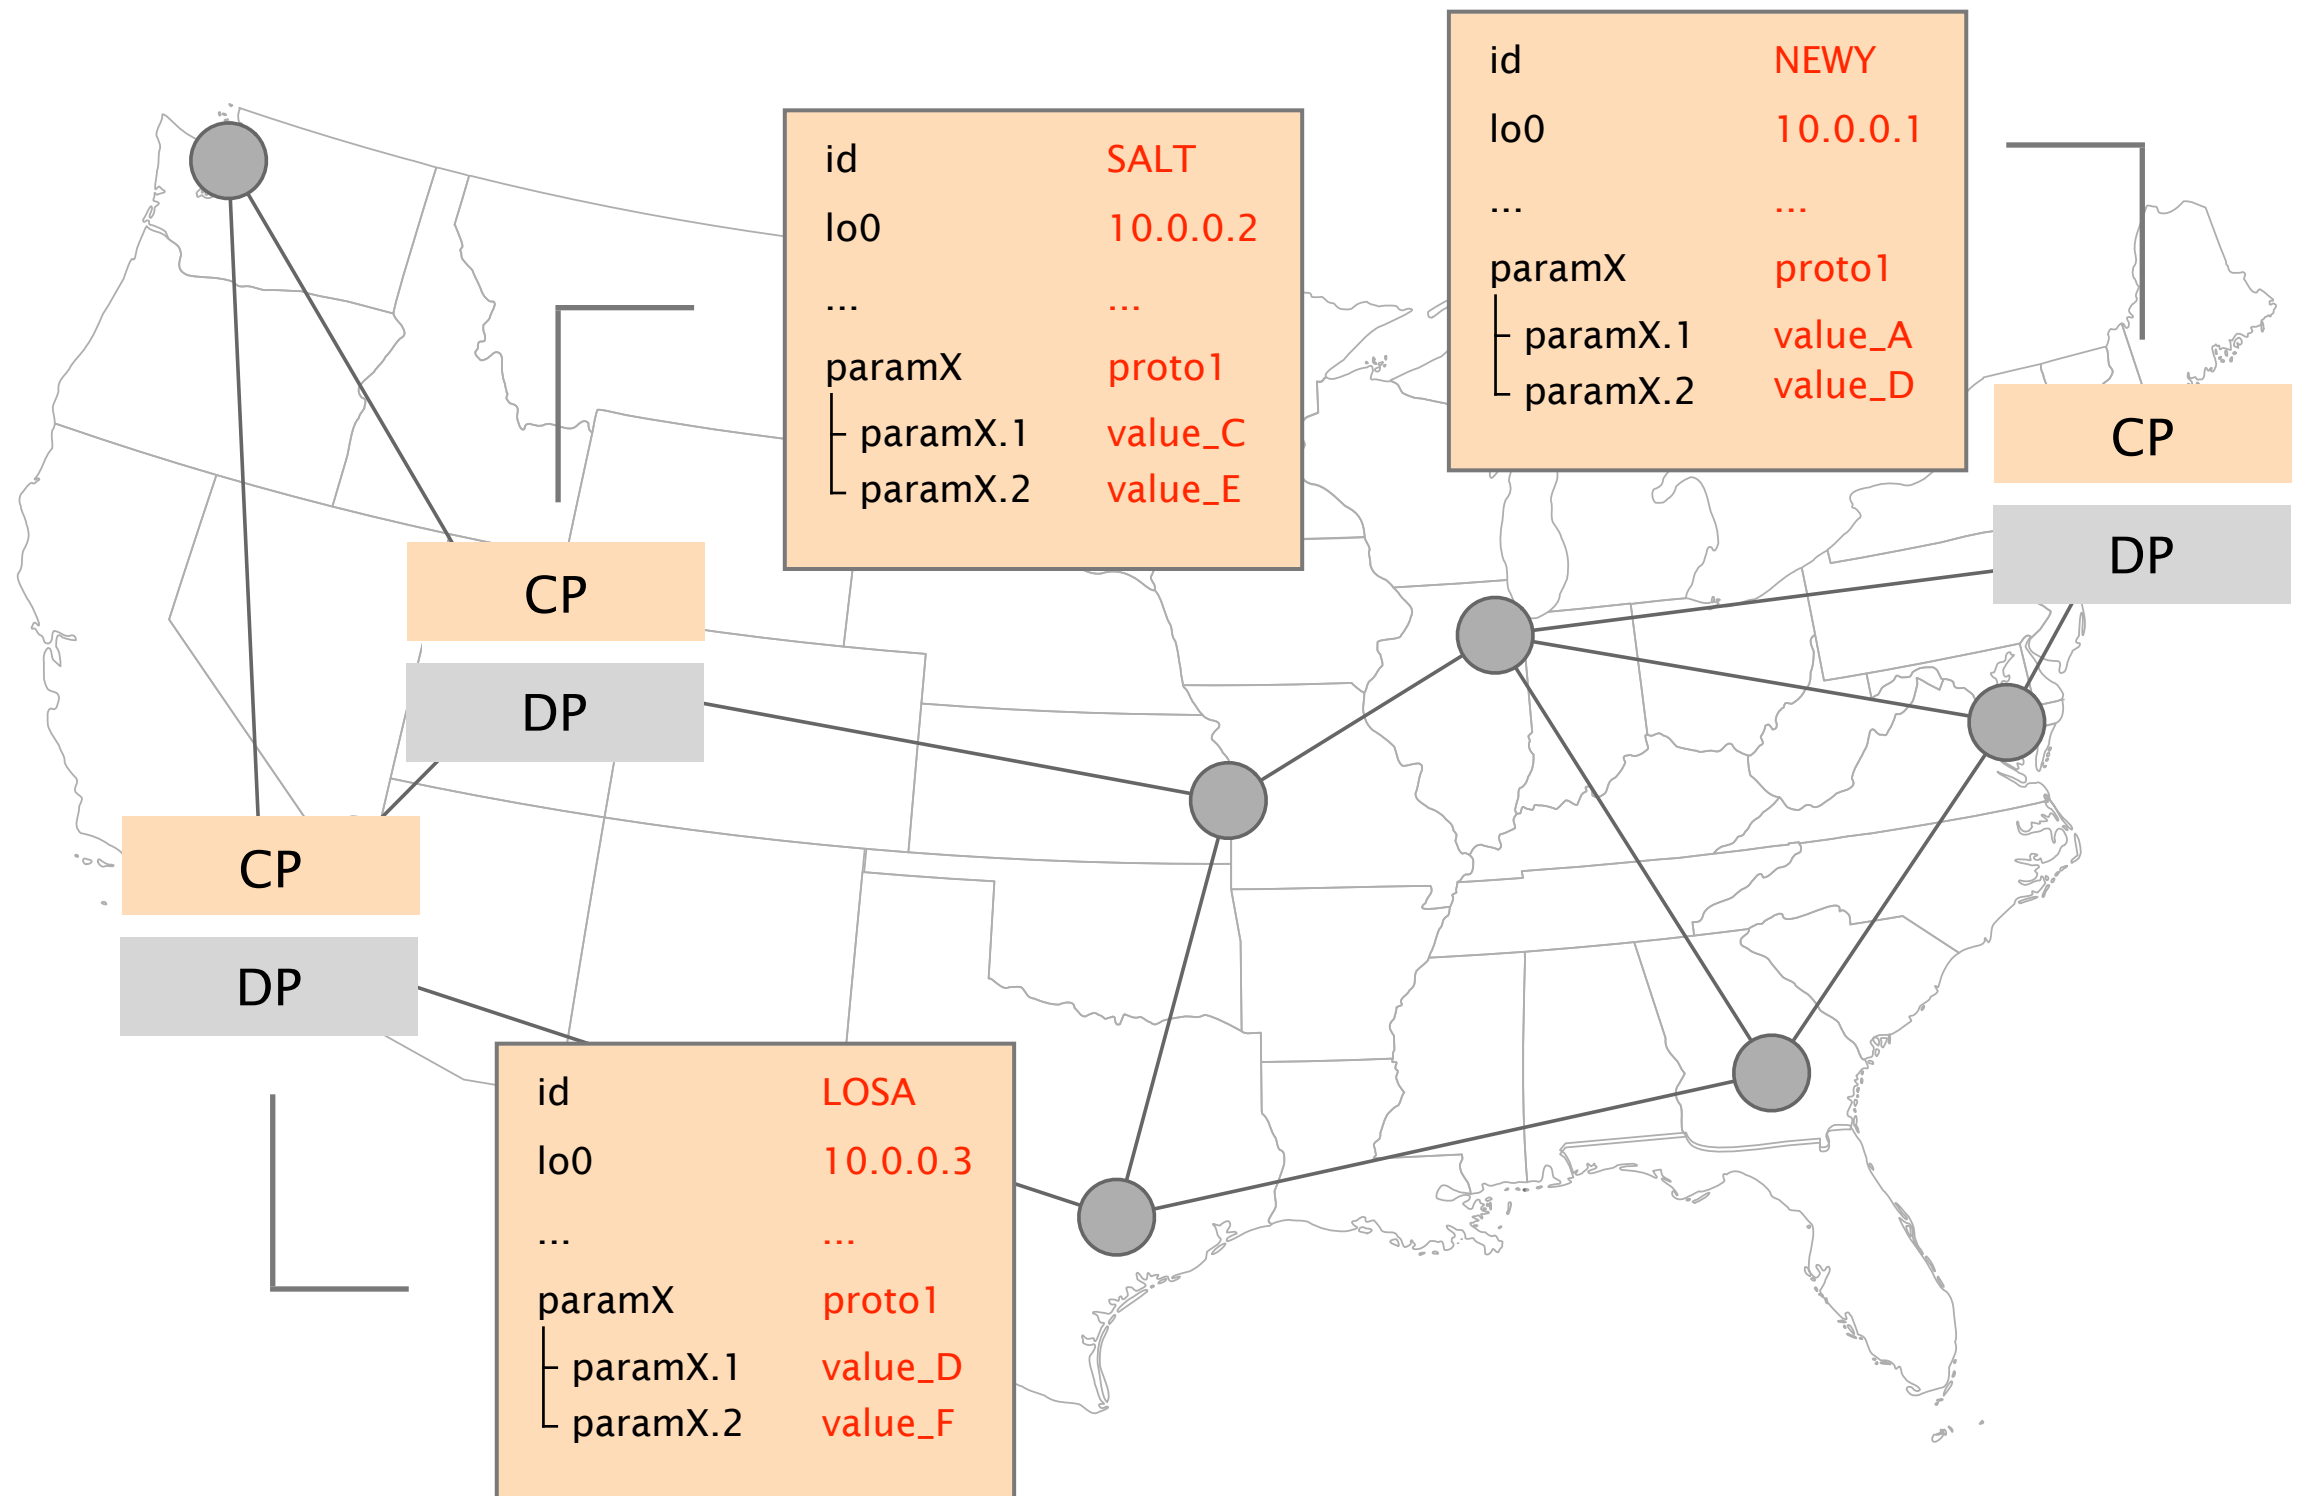 id NEWY
lo0 10.0.0.1
... ...
paramX proto1
paramX.1 value_A
paramX.2 value_D
id SALT
lo0 10.0.0.2
... ...
paramX proto1
paramX.1 value_C
paramX.2 value_E
CP
DP
CP
DP
CP
DP
id LOSA
lo0 10.0.0.3
... ...
paramX proto1
paramX.1 value_D
paramX.2 value_F